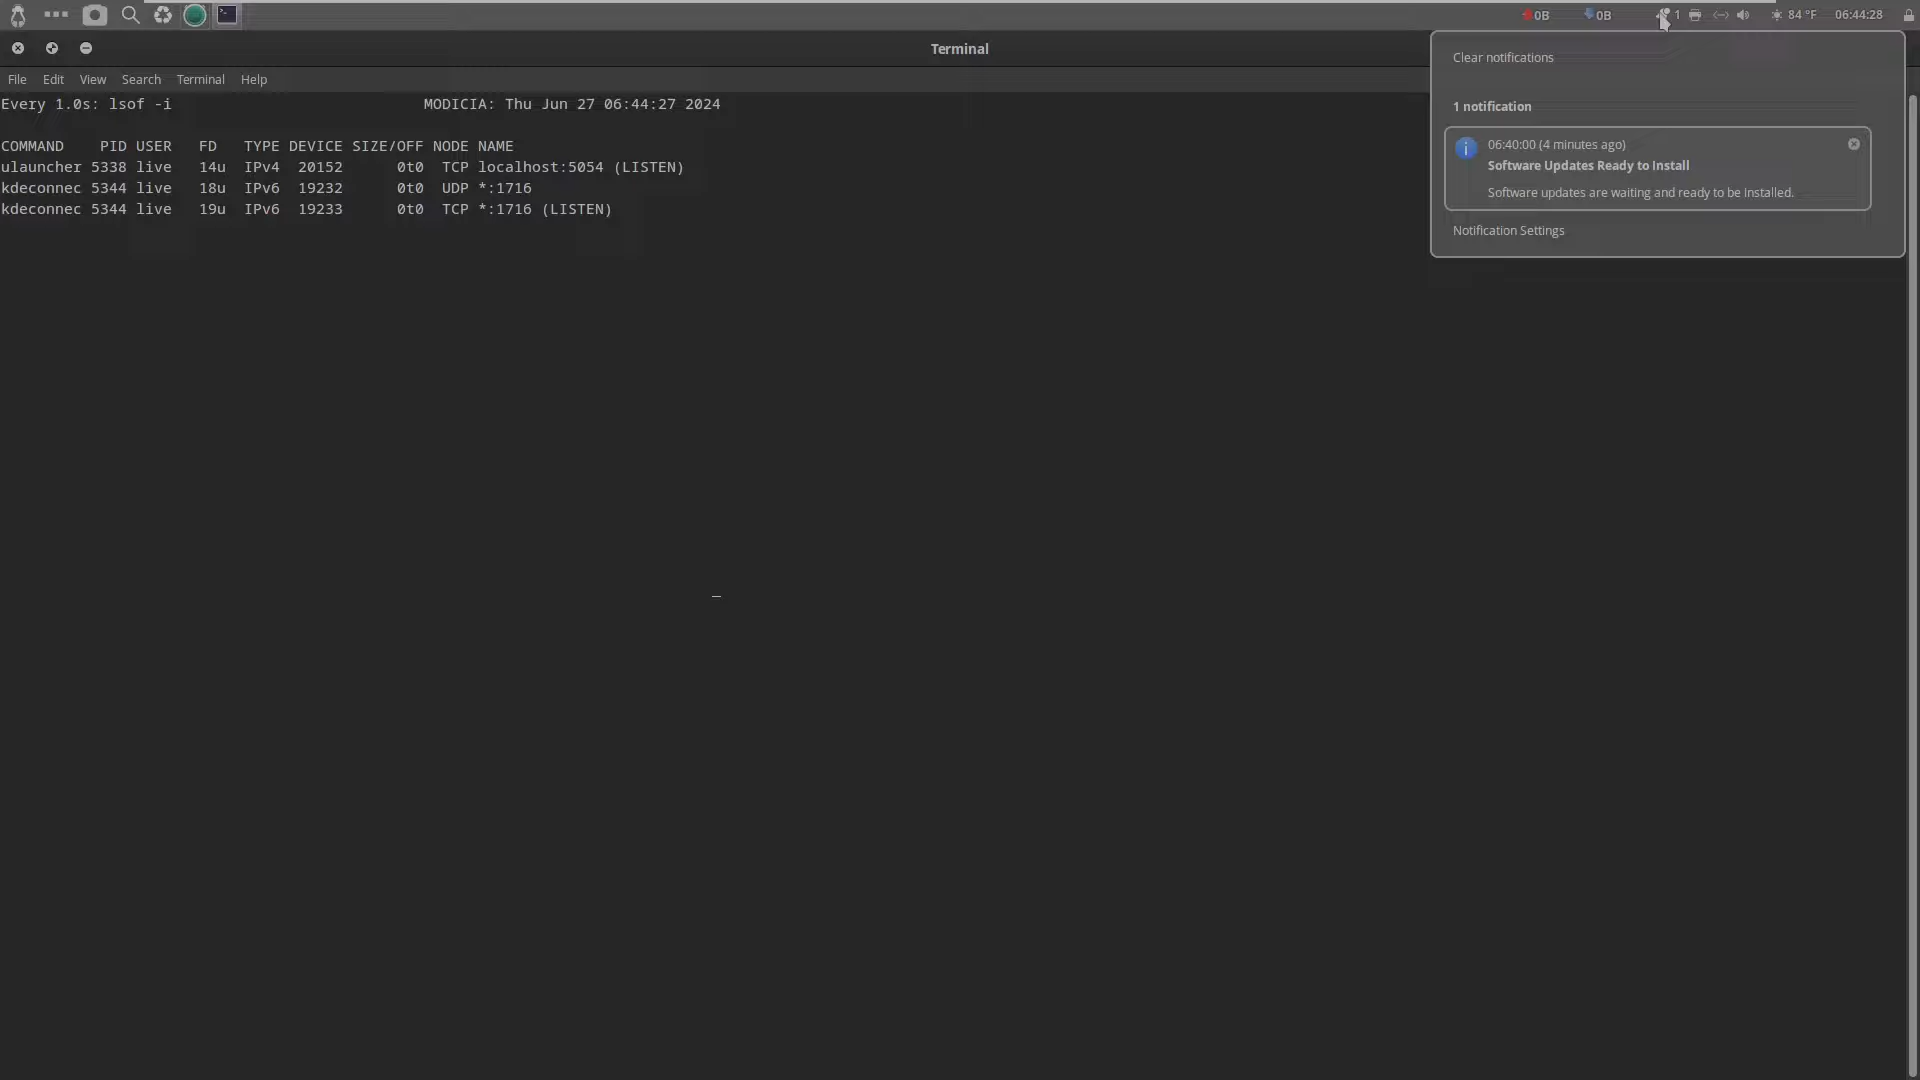 0B 0B 1 84 °F 06:44:28
Terminal
File Edit View Search Terminal Help
Every 1.0s: lsof -i MODICIA: Thu Jun 27 06:44:27 2024
COMMAND PID USER FD TYPE DEVICE SIZE/OFF NODE NAME
ulauncher 5338 live 14u IPv4 20152 0t0 TCP localhost:5054 (LISTEN)
kdeconnec 5344 live 18u IPv6 19232 0t0 UDP *:1716
kdeconnec 5344 live 19u IPv6 19233 0t0 TCP *:1716 (LISTEN)
Clear notifications
1 notification
06:40:00 (4 minutes ago)
Software Updates Ready to Install
Software updates are waiting and ready to be installed.
Notification Settings